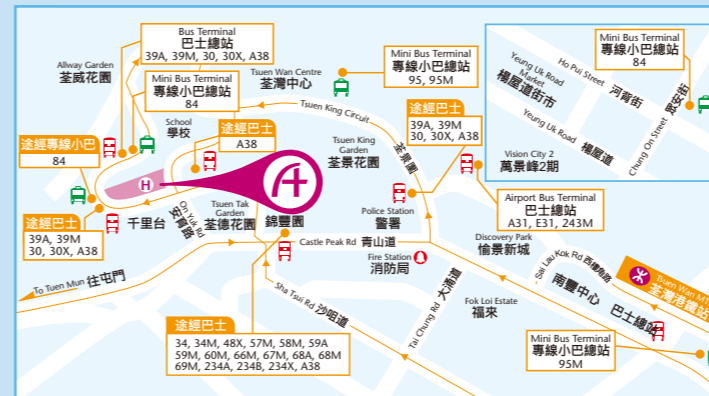 Bus Terminal
巴士總站
39A, 39M, 30, 30X, A38
Allway Garden
荃威花園
Mini Bus Terminal
專線小巴總站
84
School
學校
Tsuen Wan Centre
荃灣中心
Mini Bus Terminal
專線小巴總站
95, 95M
Tsuen King Circuit
荃景圍
Tsuen King
Garden
荃景花園
途經專線小巴
84
途經巴士
A38
途經巴士
39A, 39M
30, 30X, A38
H
途經巴士
39A, 39M
30, 30X, A38
千里台
On Yuk Rd
安育路
Tsuen Tak
Garden
荃德花園
錦豐園
Police Station
警署
Airport Bus Terminal
巴士總站
A31, E31, 243M
Castle Peak Rd 青山道
Fire Station
消防局
Discovery Park
愉景新城
To Tuen Mun 往屯門
Sha Tsui Rd 沙咀道
Tai Chung Rd 大涌道
Fok Loi Estate
福來
Sai Lau Kok Rd 西樓角路
南豐中心
Tsuen Wan MT
荃灣港鐵站
巴士總站
途經巴士
34, 34M, 48X, 57M, 58M, 59A
59M, 60M, 66M, 67M, 68A, 68M
69M, 234A, 234B, 234X, A38
Mini Bus Terminal
專線小巴總站
95M
Mini Bus Terminal
專線小巴總站
84
Yeung Uk Road
Market
楊屋道街市
Ho Pui Street 河背街
Yeung Uk Road 楊屋道
Chung On Street 眾安街
Vision City 2
萬景峰2期